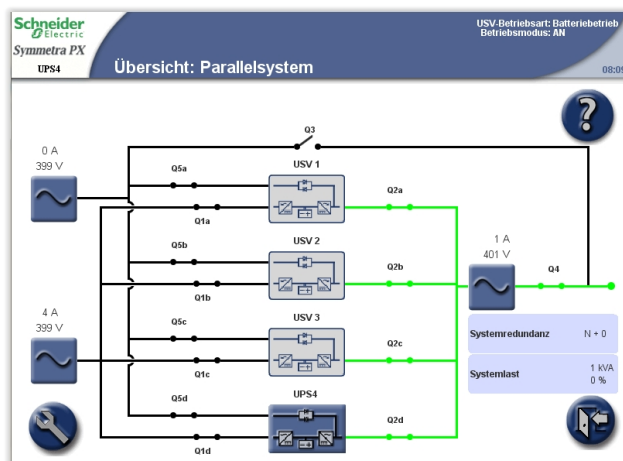 Schneider
Electric
Symmetra PX
UPS4
Übersicht: Parallelsystem
USV-Betriebsart: Batteriebetrieb
Betriebsmodus: AN
08:09
Q3
0 A
399 V
Q5a
USV 1
Q2a
Q1a
Q5b
USV 2
Q2b
Q1b
1 A
401 V
Q4
4 A
399 V
Q5c
USV 3
Q2c
Q1c
Systemredundanz N + 0
Systemlast 1 kVA
0 %
Q5d
UPS4
Q2d
Q1d